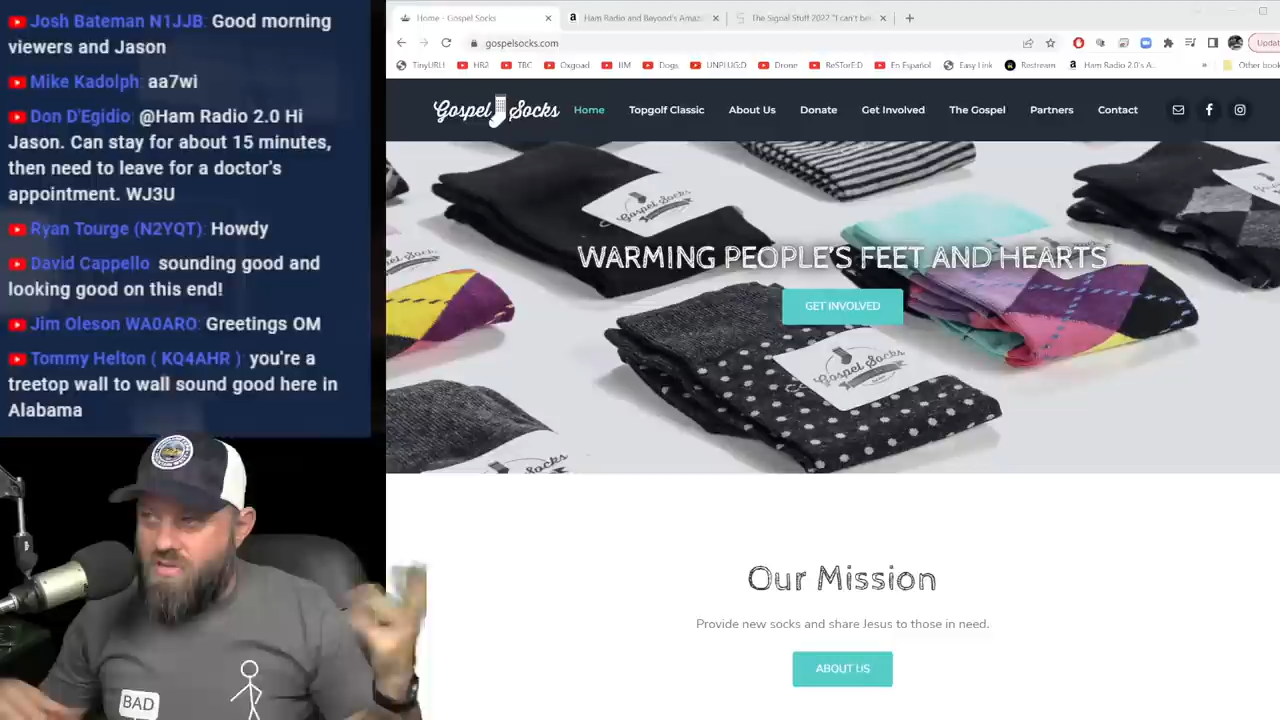 Josh Bateman N1JJB: Good morning
viewers and Jason
Mike Kadolph: aa7wi
Don D'Egidio: @Ham Radio 2.0 Hi
Jason. Can stay for about 15 minutes,
then need to leave for a doctor's
appointment. WJ3U
Ryan Tourge (N2YQT): Howdy
David Cappello: sounding good and
looking good on this end!
Jim Oleson WA0ARO: Greetings OM
Tommy Helton ( KQ4AHR ) you're a
treetop wall to wall sound good here in
Alabama
Home - Gospel Socks
Ham Radio and Beyond's Amaz
The Signal Stuff 2022 "I can't be
gospelsocks.com
Updat
TinyURL!
HR2
TBC
Oxgoad
IIM
Dogs
UNPLUG:D
Drone
ReSTorED
En Español
Easy Link
Restream
Ham Radio 2.0's A...
»
Other book
Gospel Socks
Home
Topgolf Classic
About Us
Donate
Get Involved
The Gospel
Partners
Contact
WARMING PEOPLE'S FEET AND HEARTS
GET INVOLVED
Gospel Socks
Our Mission
Provide new socks and share Jesus to those in need.
ABOUT US
BAD